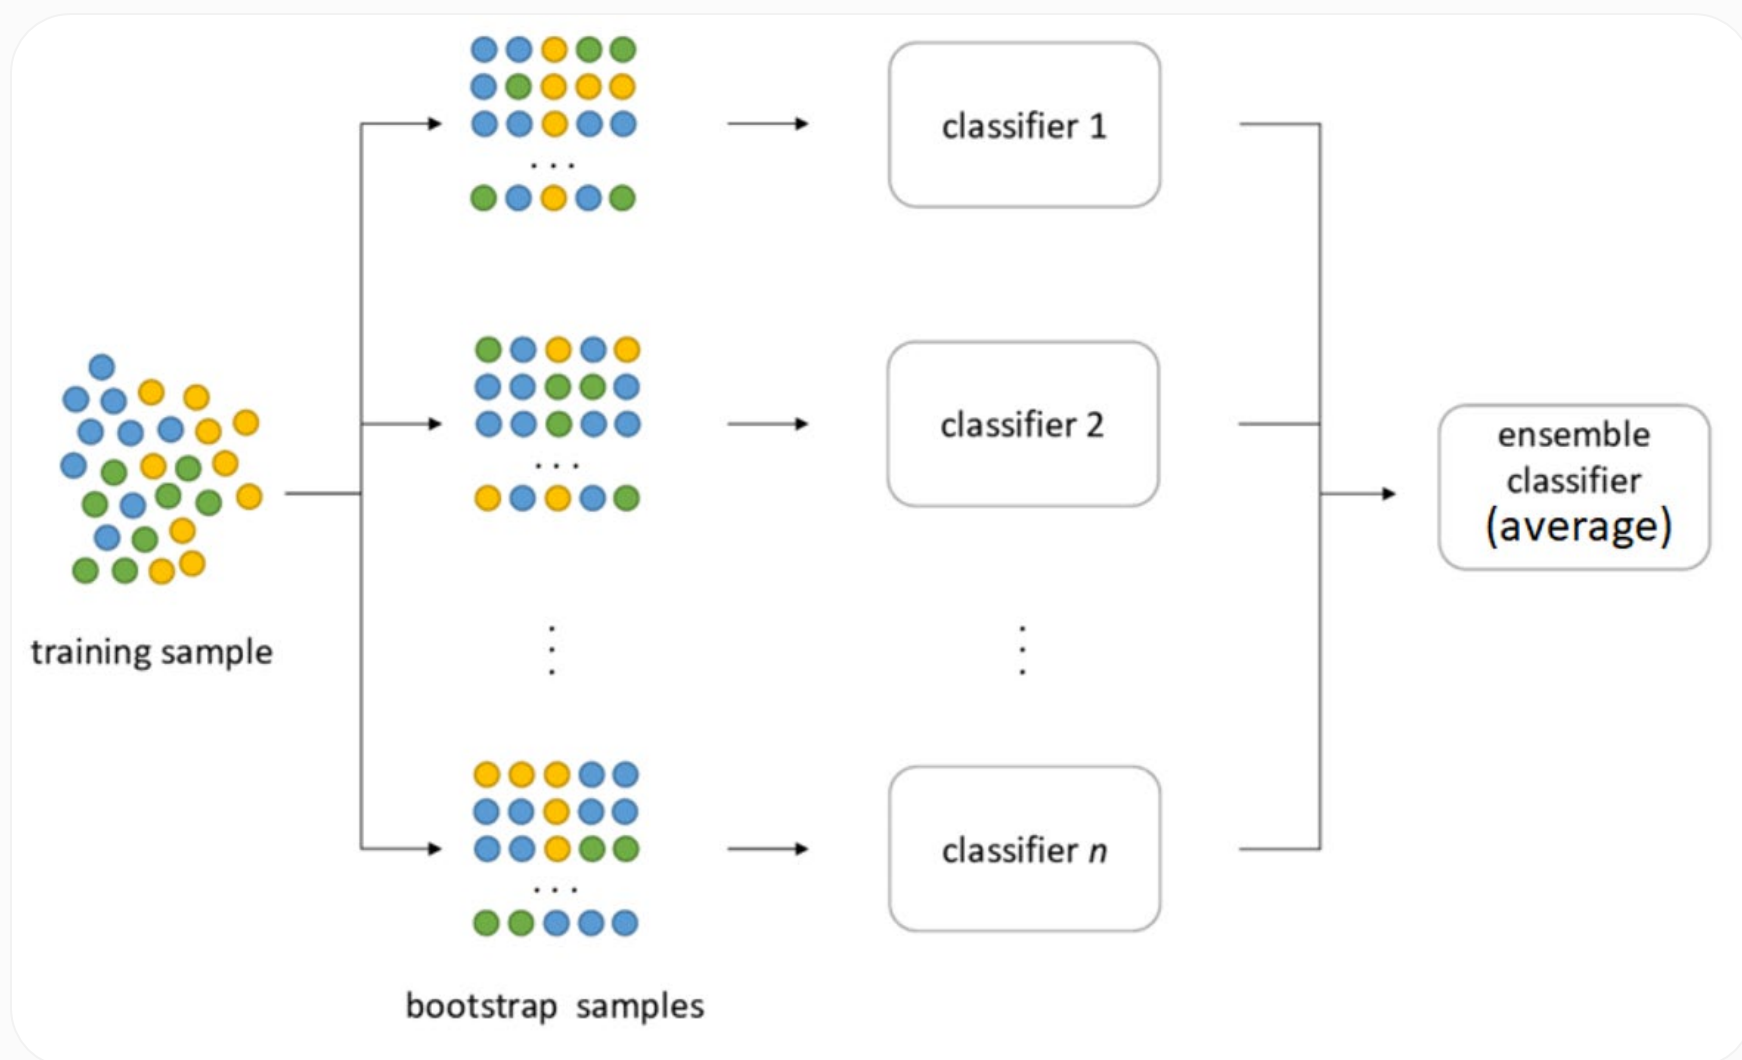 . . .
classifier 1
. . .
classifier 2
ensemble
classifier
(average)
training sample
. . .
classifier n
bootstrap samples